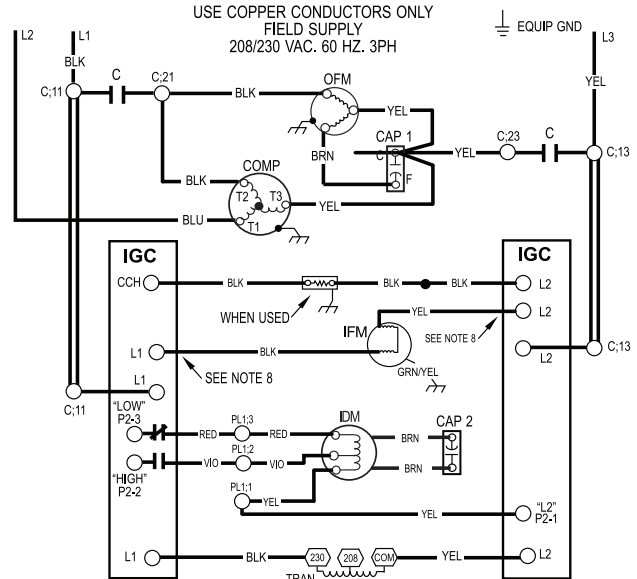 USE COPPER CONDUCTORS ONLY
FIELD SUPPLY
208/230 VAC. 60 HZ. 3PH
EQUIP GND
L2
L1
L3
BLK
YEL
C;11
C
C;21
BLK
OFM
YEL
CAP 1
C
F
YEL
C;23
C
C;13
BRN
COMP
BLK
T2
T3
T1
YEL
BLU
IGC
IGC
CCH
BLK
BLK
BLK
L2
WHEN USED
YEL
L2
IFM
SEE NOTE 8
L1
BLK
L2
C;13
GRN/YEL
SEE NOTE 8
L1
C;11
"LOW"
P2-3
RED
PL1;3
RED
IDM
BRN
CAP 2
"HIGH"
P2-2
VIO
PL1;2
VIO
BRN
PL1;1
YEL
YEL
"L2"
P2-1
L1
BLK
230
208
COM
YEL
L2
TRAN